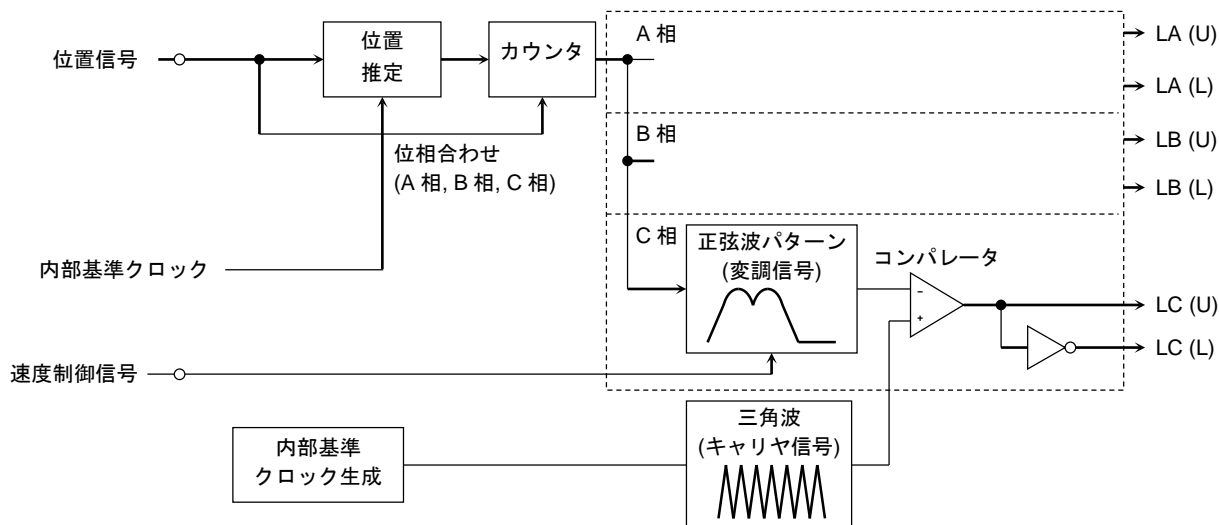 位置信号
位置
推定
カウンタ
A 相
LA (U)
LA (L)
位相合わせ
(A 相, B 相, C 相)
B 相
LB (U)
LB (L)
内部基準クロック
C 相
正弦波パターン
(変調信号)
コンパレータ
-
+
LC (U)
LC (L)
速度制御信号
内部基準
クロック生成
三角波
(キャリヤ信号)